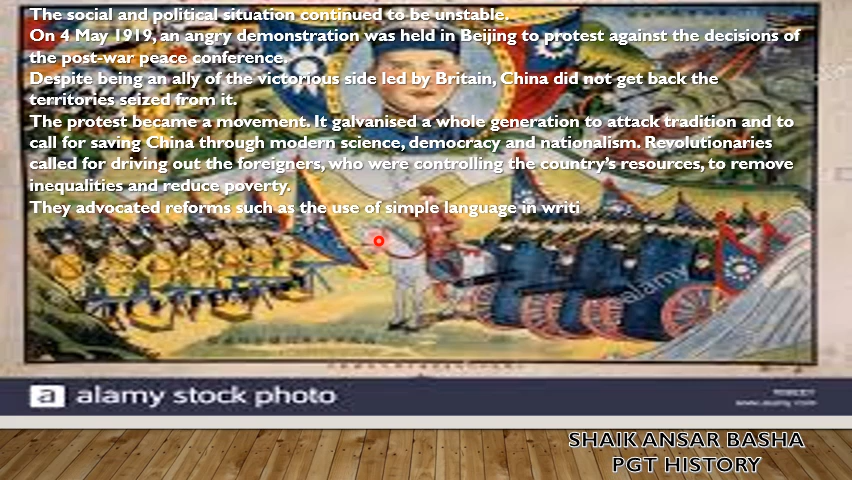 The social and political situation continued to be unstable.
On 4 May 1919, an angry demonstration was held in Beijing to protest against the decisions of
the post-war peace conference.
Despite being an ally of the victorious side led by Britain, China did not get back the
territories seized from it.
The protest became a movement. It galvanised a whole generation to attack tradition and to
call for saving China through modern science, democracy and nationalism. Revolutionaries
called for driving out the foreigners, who were controlling the country's resources, to remove
inequalities and reduce poverty.
They advocated reforms such as the use of simple language in writi
alamy
a alamy stock photo
www.alamy.com
SHAIK ANSAR BASHA
PGT HISTORY